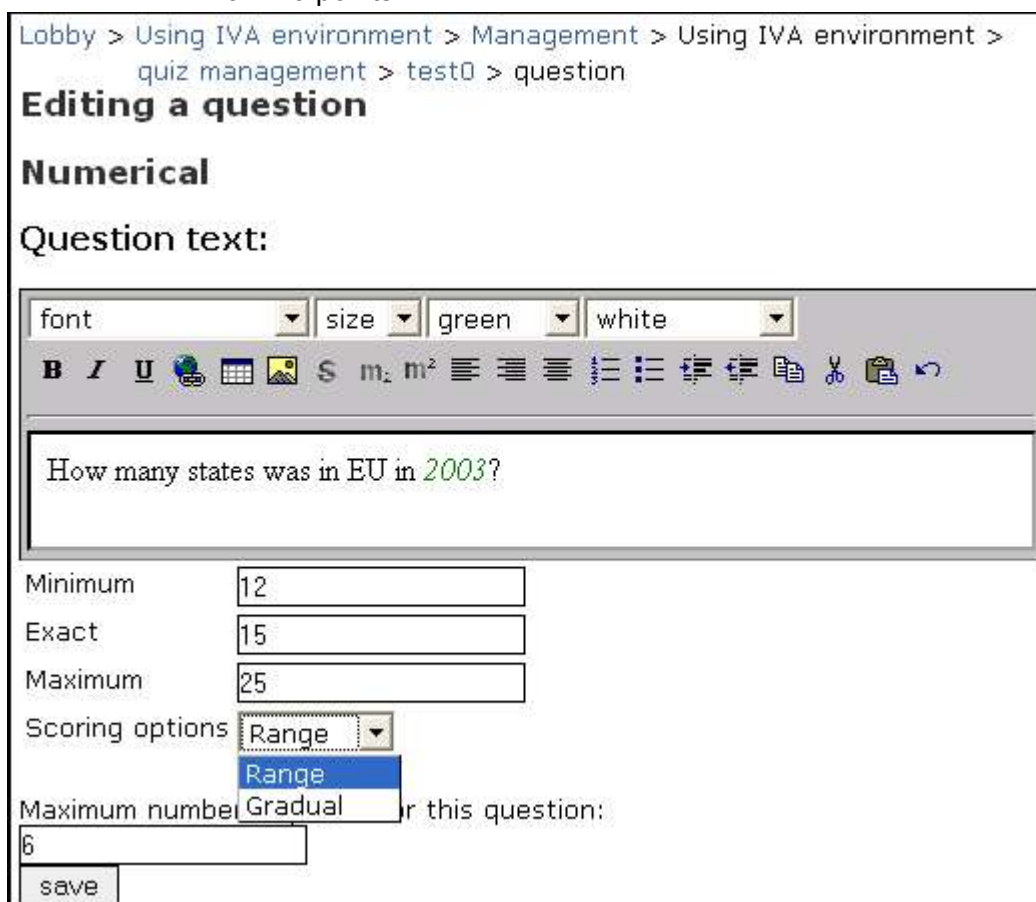 Lobby > Using IVA environment > Management > Using IVA environment >
quiz management > test0 > question
Editing a question
Numerical
Question text:
font size green white
B I U S m₂ m²
How many states was in EU in 2003?
Minimum 12
Exact 15
Maximum 25
Scoring options Range
Range
Gradual
Maximum number r this question:
6
save